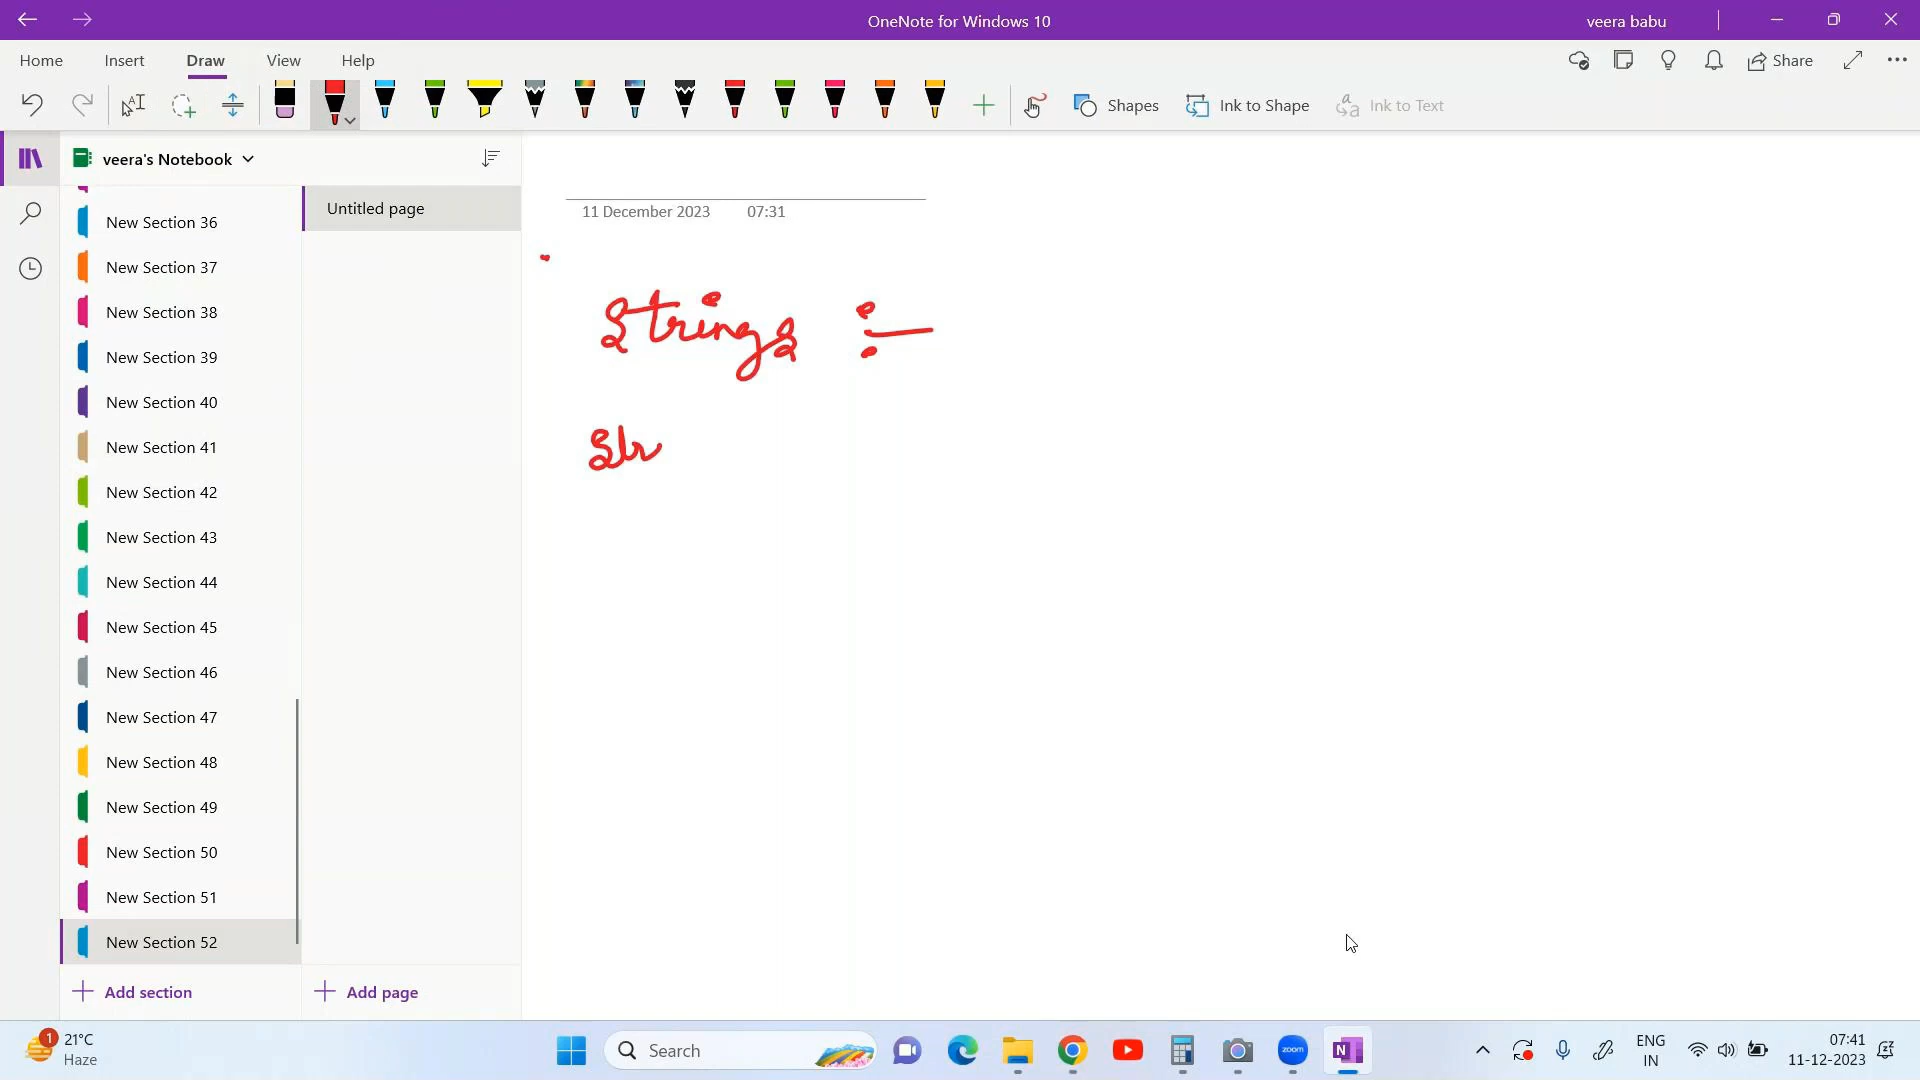 OneNote for Windows 10
veera babu
Home Insert Draw View Help
Share
Shapes Ink to Shape Ink to Text
veera's Notebook
Untitled page
New Section 36
New Section 37
New Section 38
New Section 39
New Section 40
New Section 41
New Section 42
New Section 43
New Section 44
New Section 45
New Section 46
New Section 47
New Section 48
New Section 49
New Section 50
New Section 51
New Section 52
Add section
Add page
11 December 2023 07:31
Strings :-
Str
1
21°C
Haze
Search
zoom
N
ENG
IN
07:41
11-12-2023